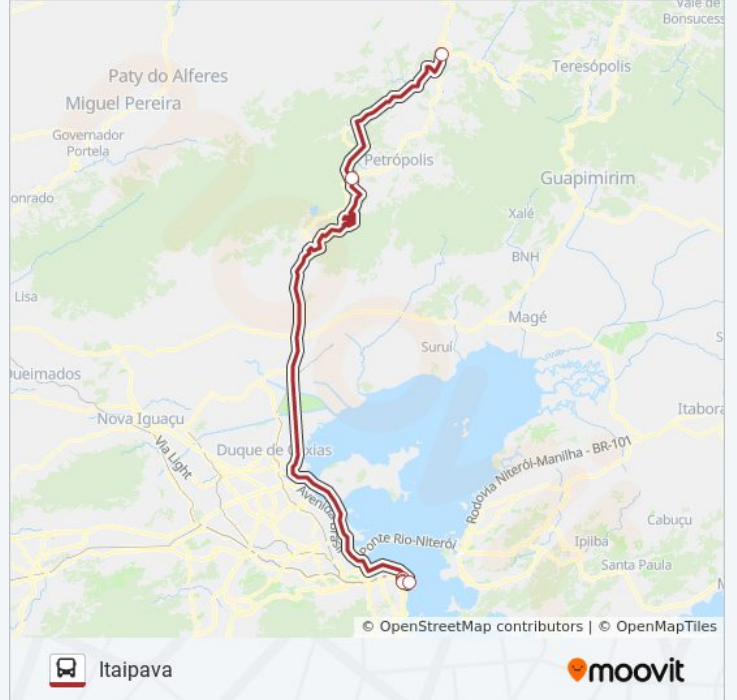 Vale de
Bonsucess
Paty do Alferes
Teresópolis
Miguel Pereira
Governador
Portela
Petrópolis
Guapimirim
onrado
Xalé
BNH
Lisa
Magé
Suruí
Queimados
Nova Iguaçu
Itabora
Via Light
Duque de Caxias
Rodovia Niterói-Manilha - BR-101
Avenida Brasil
Ponte Rio-Niterói
Cabuçu
Ipiiba
Santa Paula
© OpenStreetMap contributors | © OpenMapTiles
Itaipava
moovit